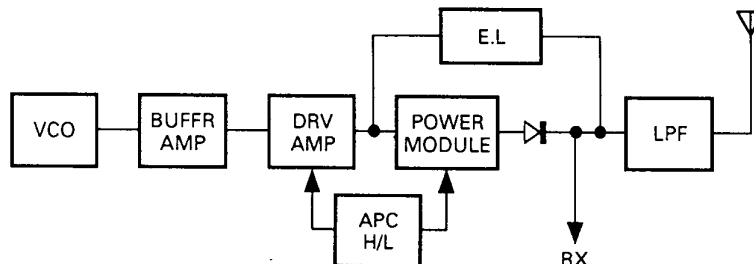 E.L
VCO
BUFFR
AMP
DRV
AMP
POWER
MODULE
LPF
APC
H/L
RX